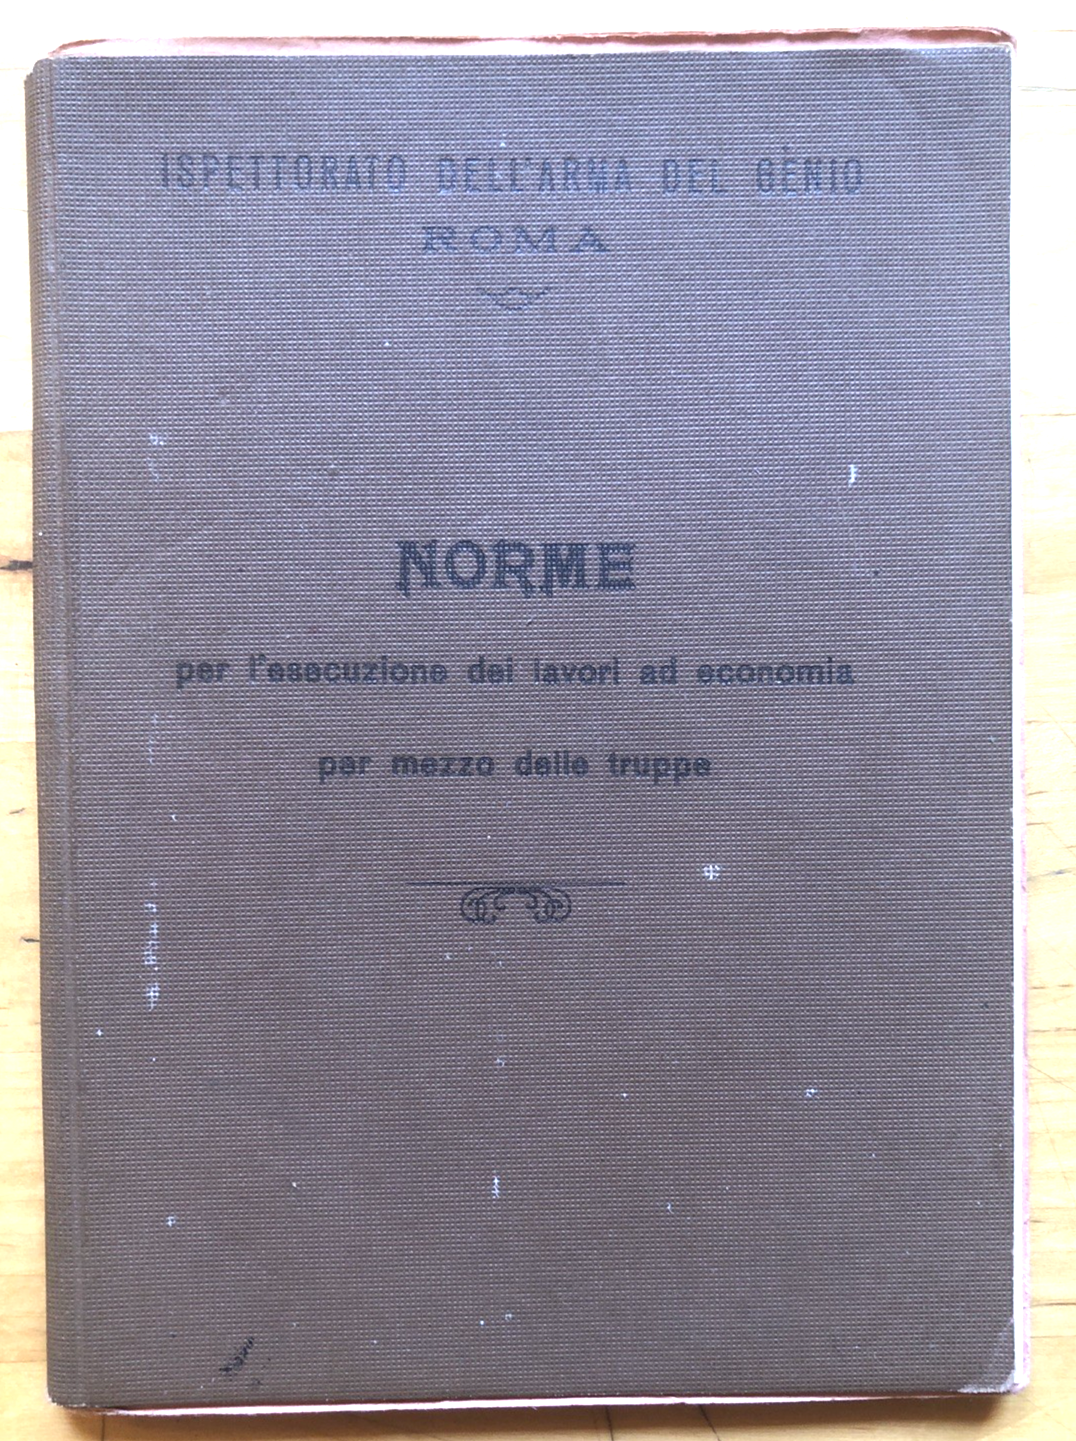 ISPETTORATO DELL'ARMA DEL GENIO
ROMA
NORME
per l'esecuzione dei lavori ad economia
per mezzo delle truppe